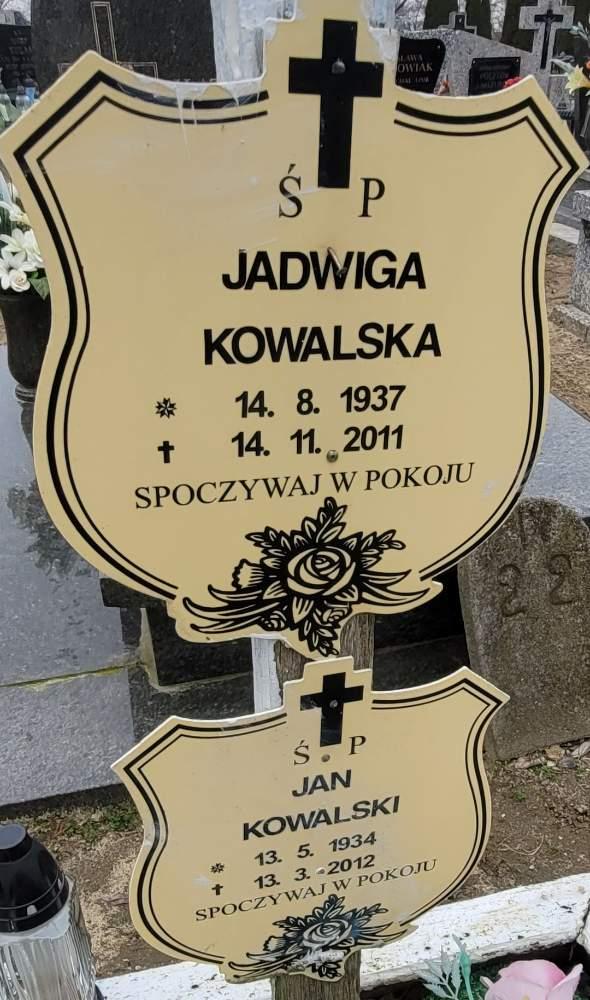 Ś P
JADWIGA
KOWALSKA
14. 8. 1937
14. 11. 2011
SPOCZYWAJ W POKOJU
Ś P
JAN
KOWALSKI
13. 5. 1934
13. 3. 2012
SPOCZYWAJ W POKOJU
22